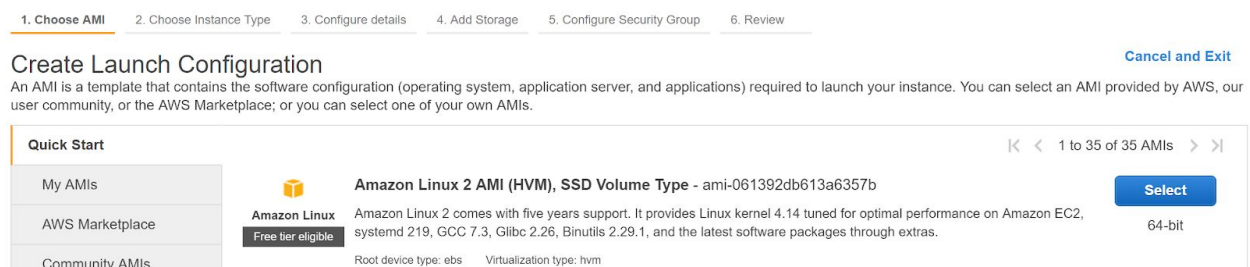 1. Choose AMI 2. Choose Instance Type 3. Configure details 4. Add Storage 5. Configure Security Group 6. Review
Cancel and Exit
Create Launch Configuration
An AMI is a template that contains the software configuration (operating system, application server, and applications) required to launch your instance. You can select an AMI provided by AWS, our
user community, or the AWS Marketplace; or you can select one of your own AMIs.
Quick Start
1 to 35 of 35 AMIs
My AMIs
AWS Marketplace
Community AMIs
Amazon Linux
Free tier eligible
Amazon Linux 2 AMI (HVM), SSD Volume Type - ami-061392db613a6357b
Amazon Linux 2 comes with five years support. It provides Linux kernel 4.14 tuned for optimal performance on Amazon EC2,
systemd 219, GCC 7.3, Glibc 2.26, Binutils 2.29.1, and the latest software packages through extras.
Root device type: ebs Virtualization type: hvm
Select
64-bit